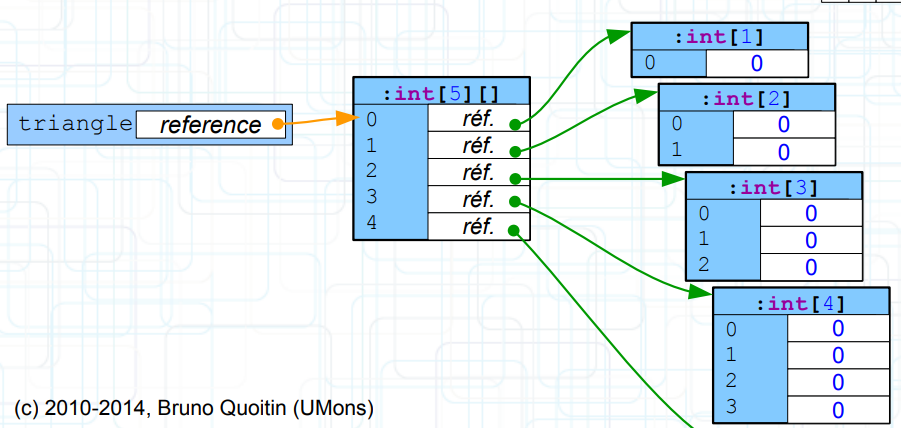 triangle reference
:int[5][]
0 réf.
1 réf.
2 réf.
3 réf.
4 réf.
:int[1]
0 0
:int[2]
0 0
1 0
:int[3]
0 0
1 0
2 0
:int[4]
0 0
1 0
2 0
3 0
(c) 2010-2014, Bruno Quoitin (UMons)